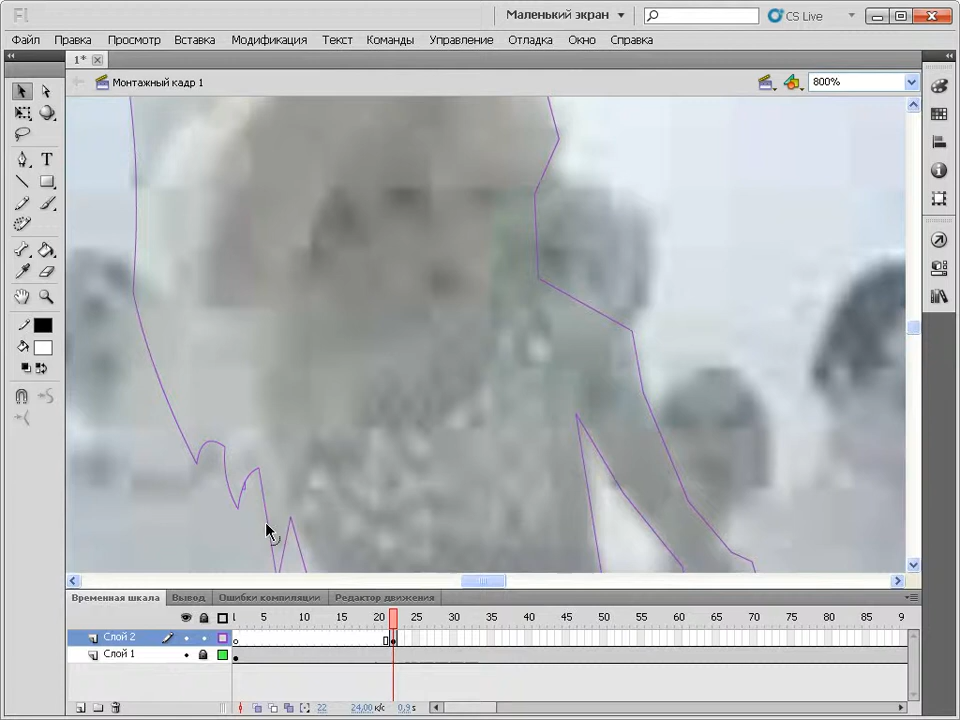 Fl Маленький экран CS Live
Файл Правка Просмотр Вставка Модификация Текст Команды Управление Отладка Окно Справка
1*
Монтажный кадр 1 800%
T
Временная шкала Вывод Ошибки компиляции Редактор движения
1 5 10 15 20 25 30 35 40 45 50 55 60 65 70 75 80 85 9
Слой 2
Слой 1
22 24,00 к/с 0,9 s